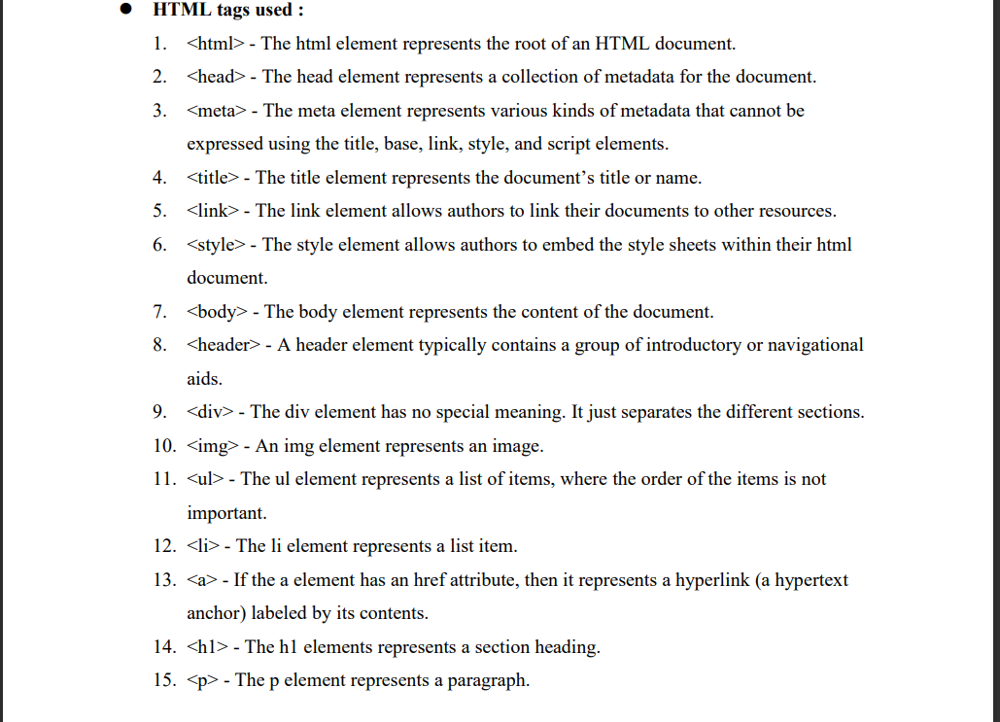 ● HTML tags used :
1. <html> - The html element represents the root of an HTML document.
2. <head> - The head element represents a collection of metadata for the document.
3. <meta> - The meta element represents various kinds of metadata that cannot be
expressed using the title, base, link, style, and script elements.
4. <title> - The title element represents the document’s title or name.
5. <link> - The link element allows authors to link their documents to other resources.
6. <style> - The style element allows authors to embed the style sheets within their html
document.
7. <body> - The body element represents the content of the document.
8. <header> - A header element typically contains a group of introductory or navigational
aids.
9. <div> - The div element has no special meaning. It just separates the different sections.
10. <img> - An img element represents an image.
11. <ul> - The ul element represents a list of items, where the order of the items is not
important.
12. <li> - The li element represents a list item.
13. <a> - If the a element has an href attribute, then it represents a hyperlink (a hypertext
anchor) labeled by its contents.
14. <h1> - The h1 elements represents a section heading.
15. <p> - The p element represents a paragraph.